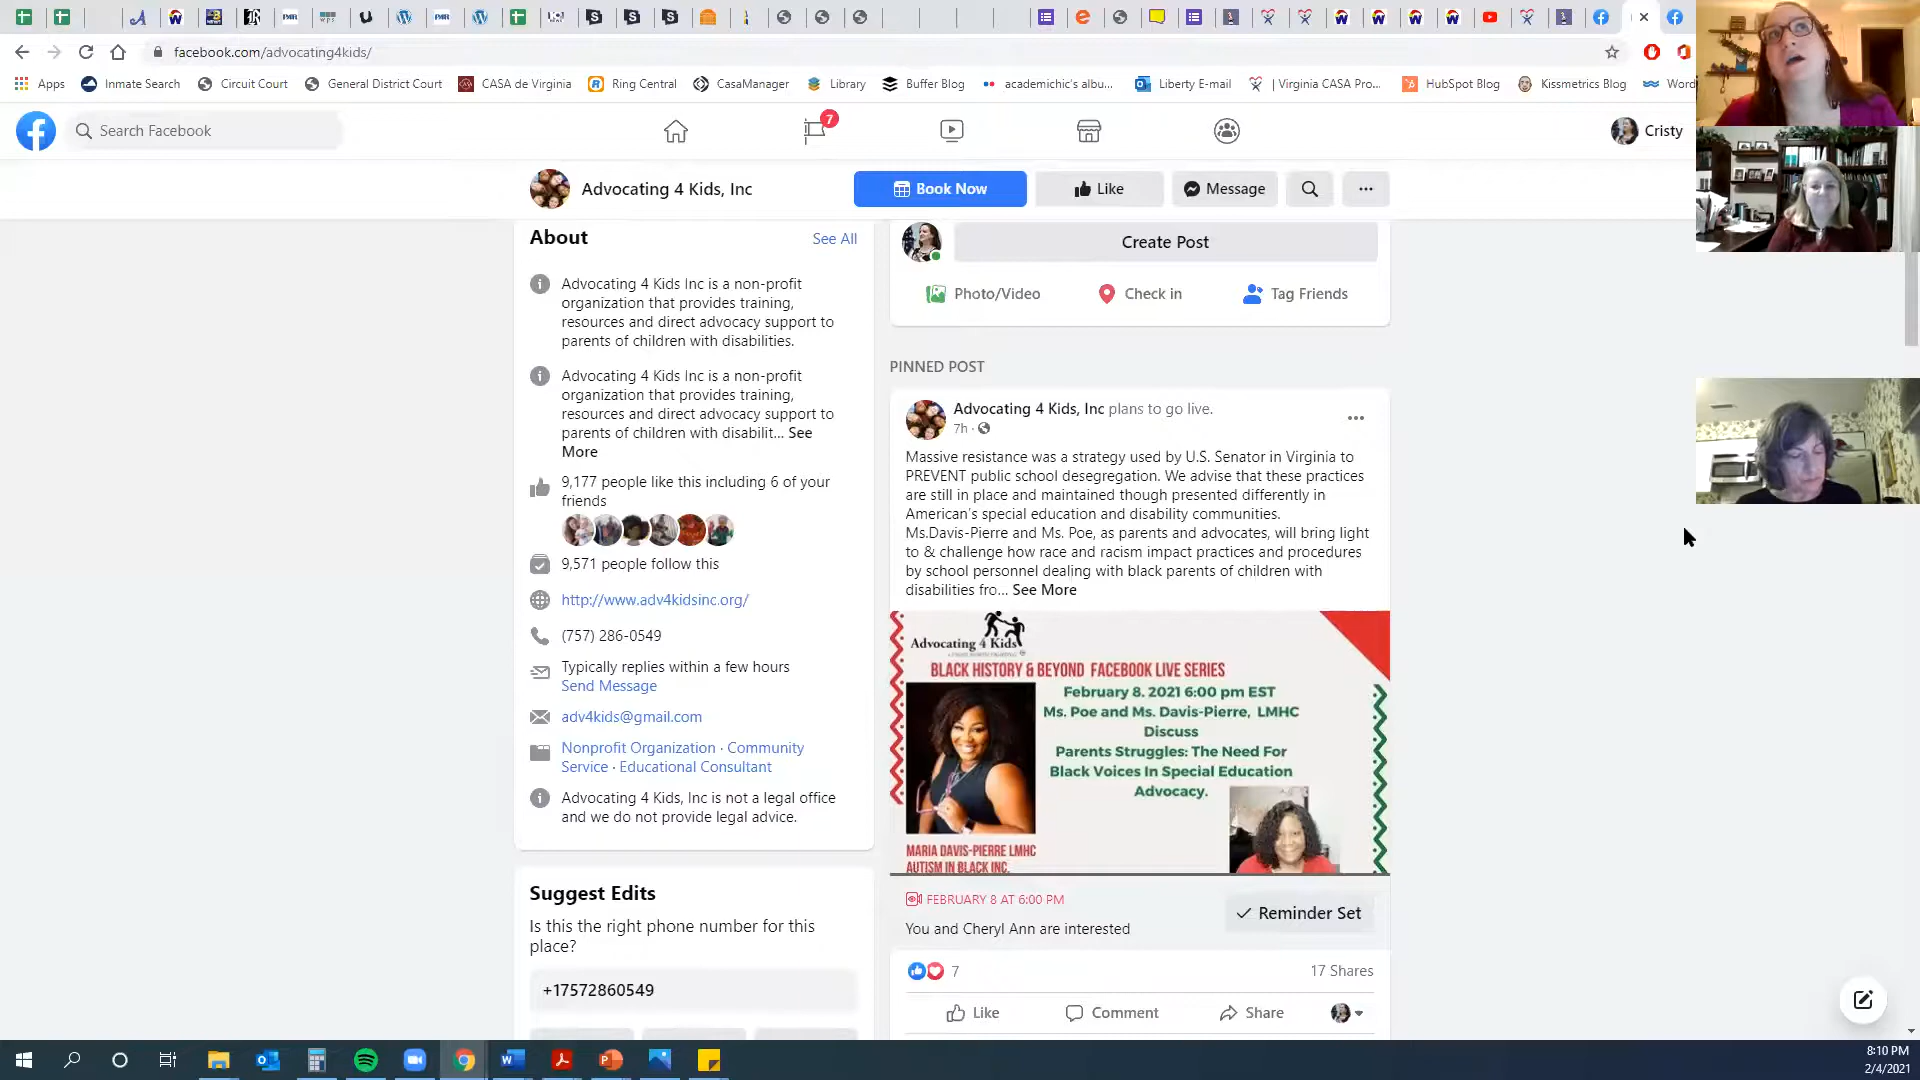 facebook.com/advocating4kids/
Apps
Inmate Search
Circuit Court
General District Court
CASA de Virginia
Ring Central
CasaManager
Library
Buffer Blog
academichic's albu...
Liberty E-mail
| Virginia CASA Pro...
HubSpot Blog
Kissmetrics Blog
Word
Search Facebook
7
Cristy
Advocating 4 Kids, Inc
Book Now
Like
Message
About
See All
Advocating 4 Kids Inc is a non-profit
organization that provides training,
resources and direct advocacy support to
parents of children with disabilities.
Advocating 4 Kids Inc is a non-profit
organization that provides training,
resources and direct advocacy support to
parents of children with disabilit... See
More
9,177 people like this including 6 of your
friends
9,571 people follow this
http://www.adv4kidsinc.org/
(757) 286-0549
Typically replies within a few hours
Send Message
adv4kids@gmail.com
Nonprofit Organization · Community
Service · Educational Consultant
Advocating 4 Kids, Inc is not a legal office
and we do not provide legal advice.
Suggest Edits
Is this the right phone number for this
place?
+17572860549
Create Post
Photo/Video
Check in
Tag Friends
PINNED POST
Advocating 4 Kids, Inc plans to go live.
7h ·
Massive resistance was a strategy used by U.S. Senator in Virginia to
PREVENT public school desegregation. We advise that these practices
are still in place and maintained though presented differently in
American's special education and disability communities.
Ms.Davis-Pierre and Ms. Poe, as parents and advocates, will bring light
to & challenge how race and racism impact practices and procedures
by school personnel dealing with black parents of children with
disabilities fro... See More
Advocating 4 Kids
BLACK HISTORY & BEYOND FACEBOOK LIVE SERIES
February 8. 2021 6:00 pm EST
Ms. Poe and Ms. Davis-Pierre, LMHC
Discuss
Parents Struggles: The Need For
Black Voices In Special Education
Advocacy.
MARIA DAVIS-PIERRE LMHC
AUTISM IN BLACK INC.
FEBRUARY 8 AT 6:00 PM
You and Cheryl Ann are interested
Reminder Set
7
17 Shares
Like
Comment
Share
8:10 PM
2/4/2021